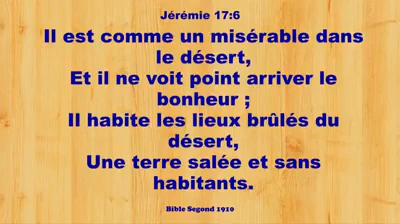 Jérémie 17:6
Il est comme un misérable dans
le désert,
Et il ne voit point arriver le
bonheur ;
Il habite les lieux brûlés du
désert,
Une terre salée et sans
habitants.
Bible Segond 1910